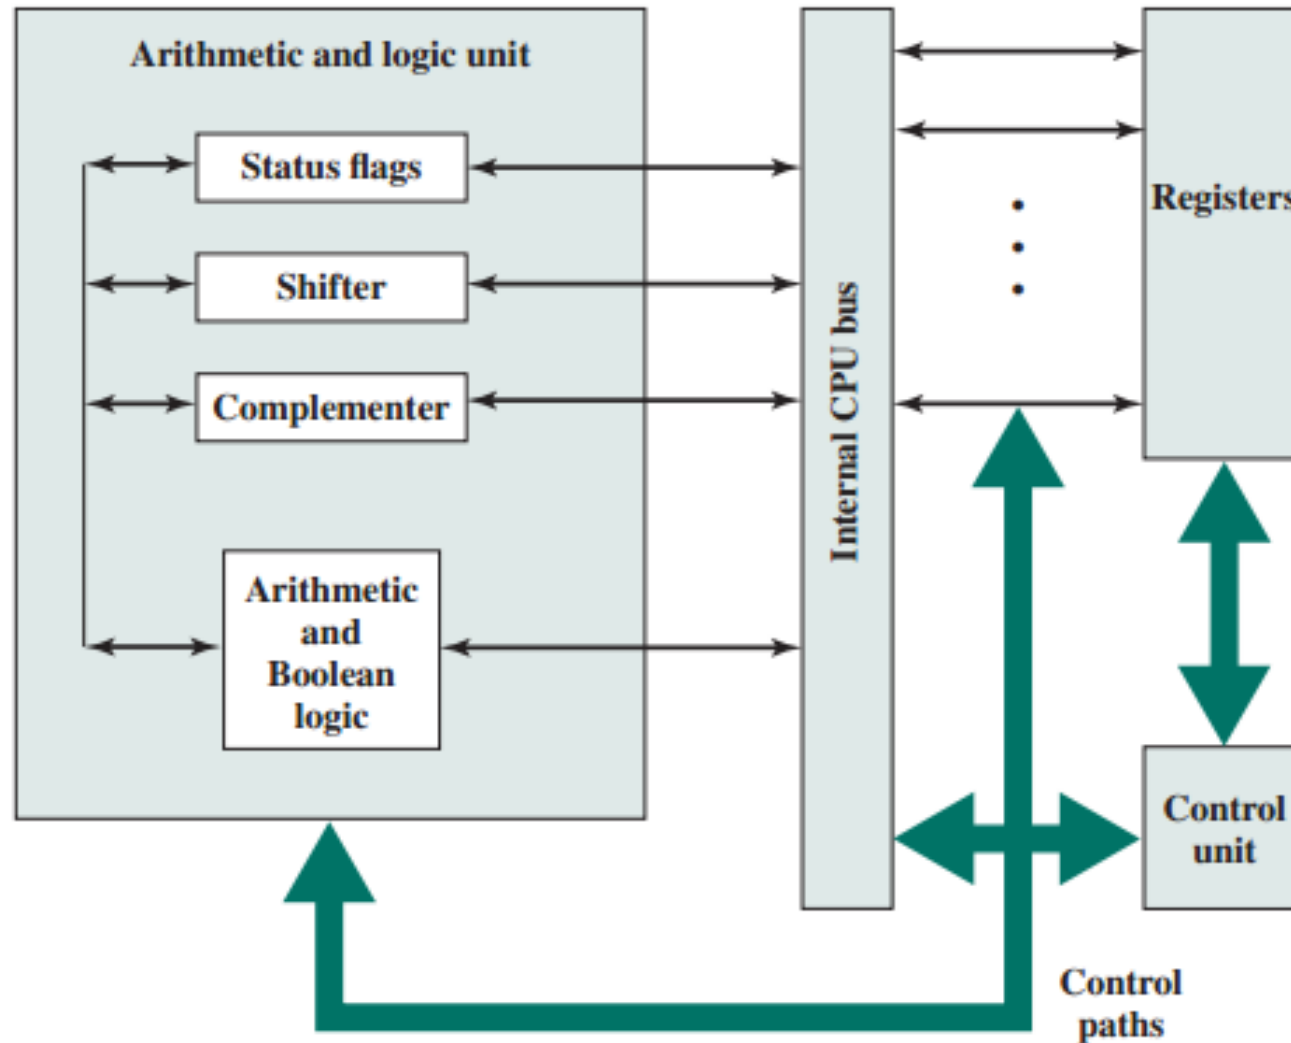 Arithmetic and logic unit
Status flags
Shifter
Complementer
Arithmetic
and
Boolean
logic
Internal CPU bus
Registers
Control
unit
Control
paths